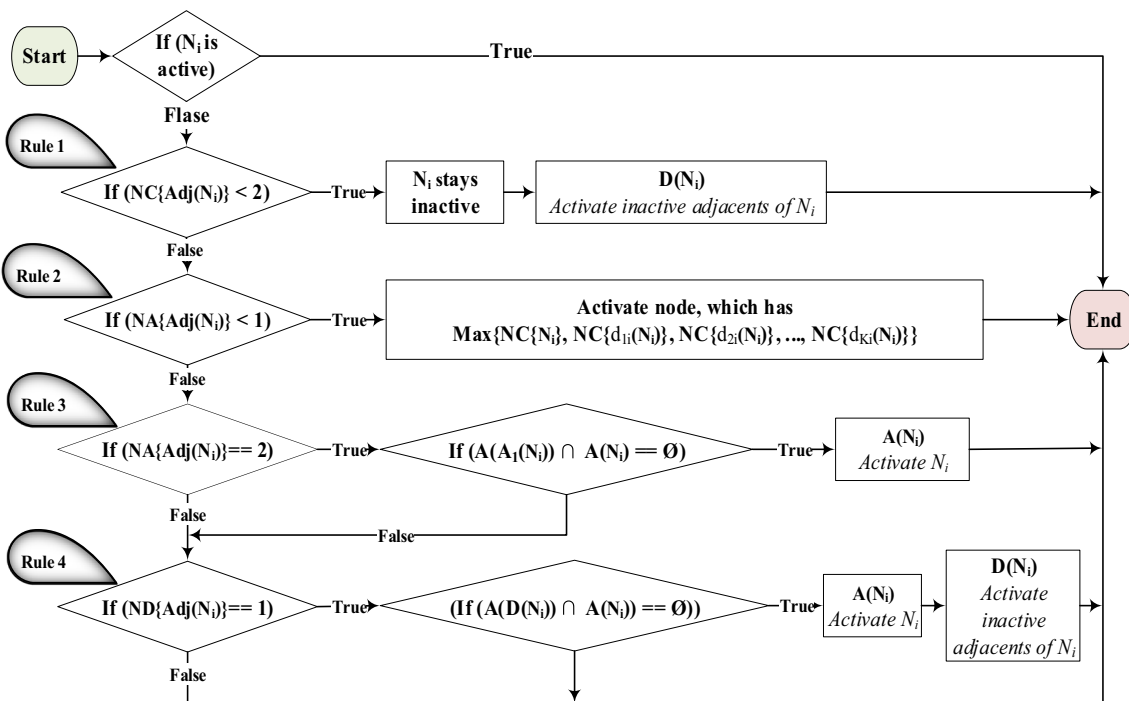 Start
If (Nᵢ is
active)
True
Flase
Rule 1
If (NC{Adj(Nᵢ)} < 2)
True
Nᵢ stays
inactive
D(Nᵢ)
Activate inactive adjacents of Nᵢ
False
Rule 2
If (NA{Adj(Nᵢ)} < 1)
True
Activate node, which has
Max{NC{Nᵢ}, NC{d₁ᵢ(Nᵢ)}, NC{d₂ᵢ(Nᵢ)}, ..., NC{d_Kᵢ(Nᵢ)}}
End
False
Rule 3
If (NA{Adj(Nᵢ)}== 2)
True
If (A(A₁(Nᵢ)) ∩ A(Nᵢ) == Ø)
True
A(Nᵢ)
Activate Nᵢ
False
False
Rule 4
If (ND{Adj(Nᵢ)}== 1)
True
(If (A(D(Nᵢ)) ∩ A(Nᵢ)) == Ø))
True
A(Nᵢ)
Activate Nᵢ
D(Nᵢ)
Activate
inactive
adjacents of Nᵢ
False